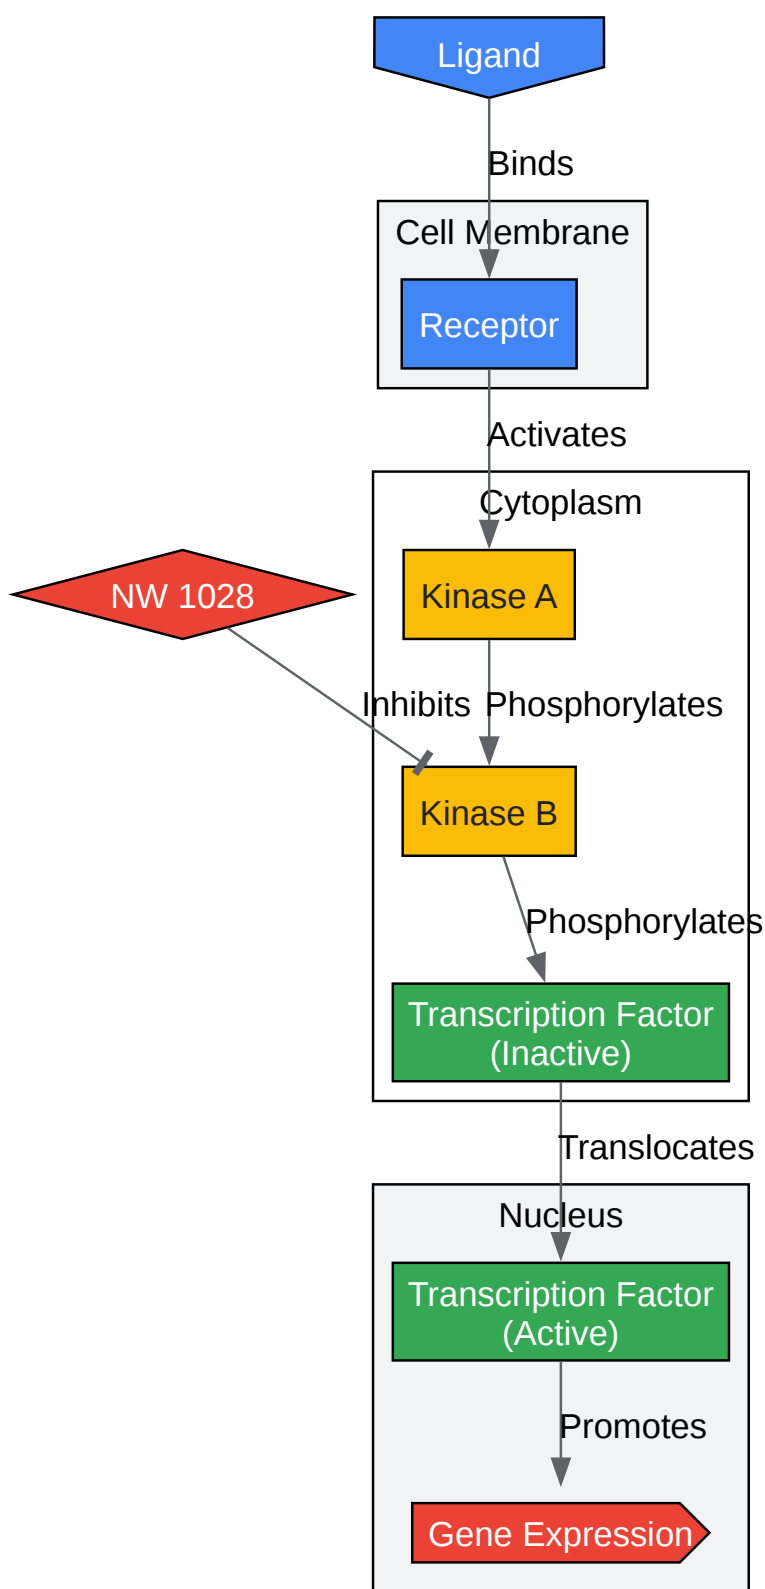 Ligand
Binds
Cell Membrane
Receptor
Activates
Cytoplasm
NW 1028
Kinase A
Inhibits
Phosphorylates
Kinase B
Phosphorylates
Transcription Factor
(Inactive)
Translocates
Nucleus
Transcription Factor
(Active)
Promotes
Gene Expression